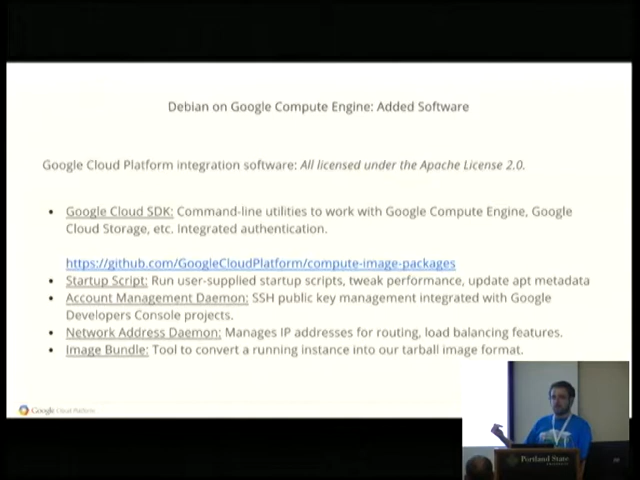 Debian on Google Compute Engine: Added Software
Google Cloud Platform integration software: All licensed under the Apache License 2.0.
• Google Cloud SDK: Command-line utilities to work with Google Compute Engine, Google
Cloud Storage, etc. Integrated authentication.
https://github.com/GoogleCloudPlatform/compute-image-packages
• Startup Script: Run user-supplied startup scripts, tweak performance, update apt metadata
• Account Management Daemon: SSH public key management integrated with Google
Developers Console projects.
• Network Address Daemon: Manages IP addresses for routing, load balancing features.
• Image Bundle: Tool to convert a running instance into our tarball image format.
Google Cloud Platform
Portland State